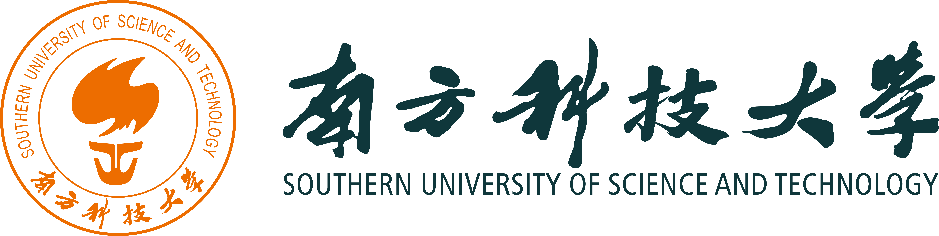 SOUTHERN UNIVERSITY OF SCIENCE AND TECHNOLOGY
南方科技大学
南方科技大学
SOUTHERN UNIVERSITY OF SCIENCE AND TECHNOLOGY